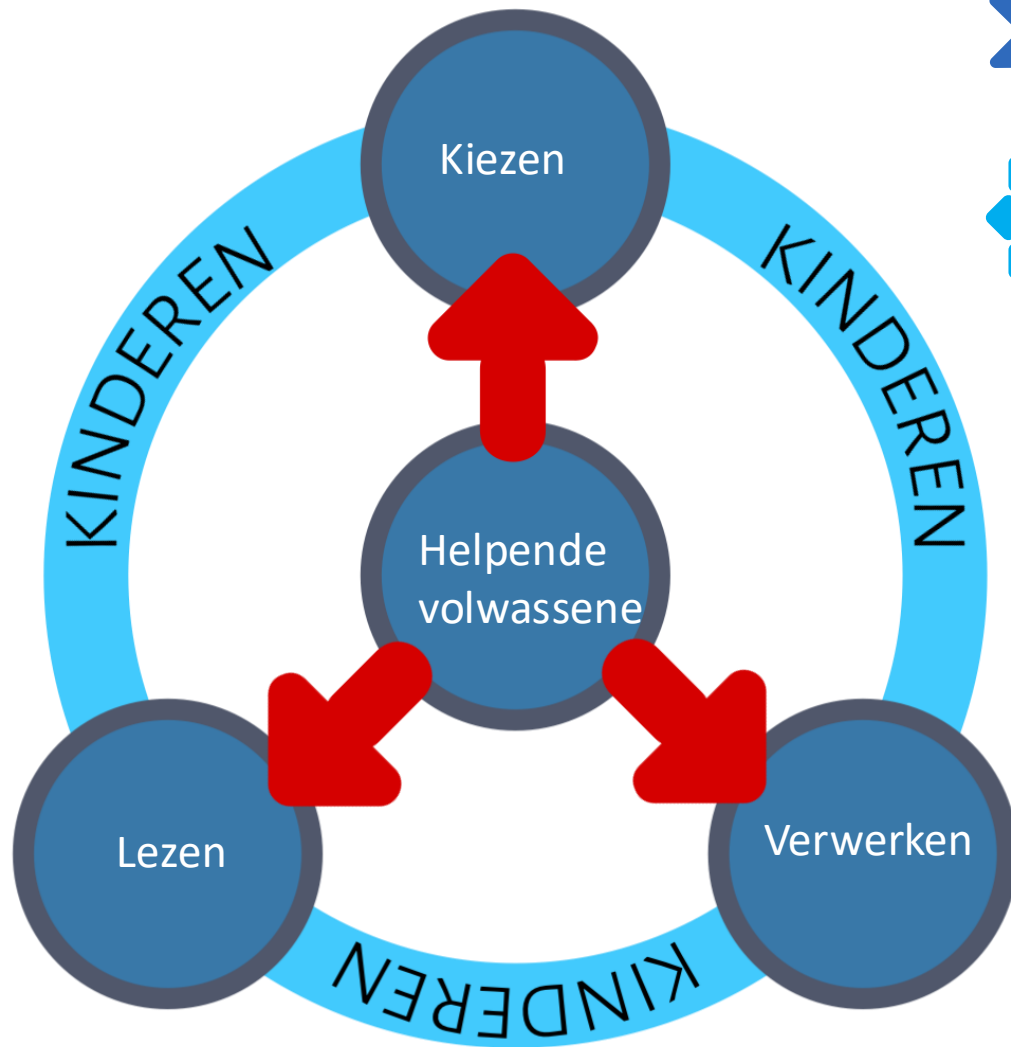 Kiezen
KINDEREN
KINDEREN
Helpende
volwassene
Lezen
Verwerken
KINDEREN